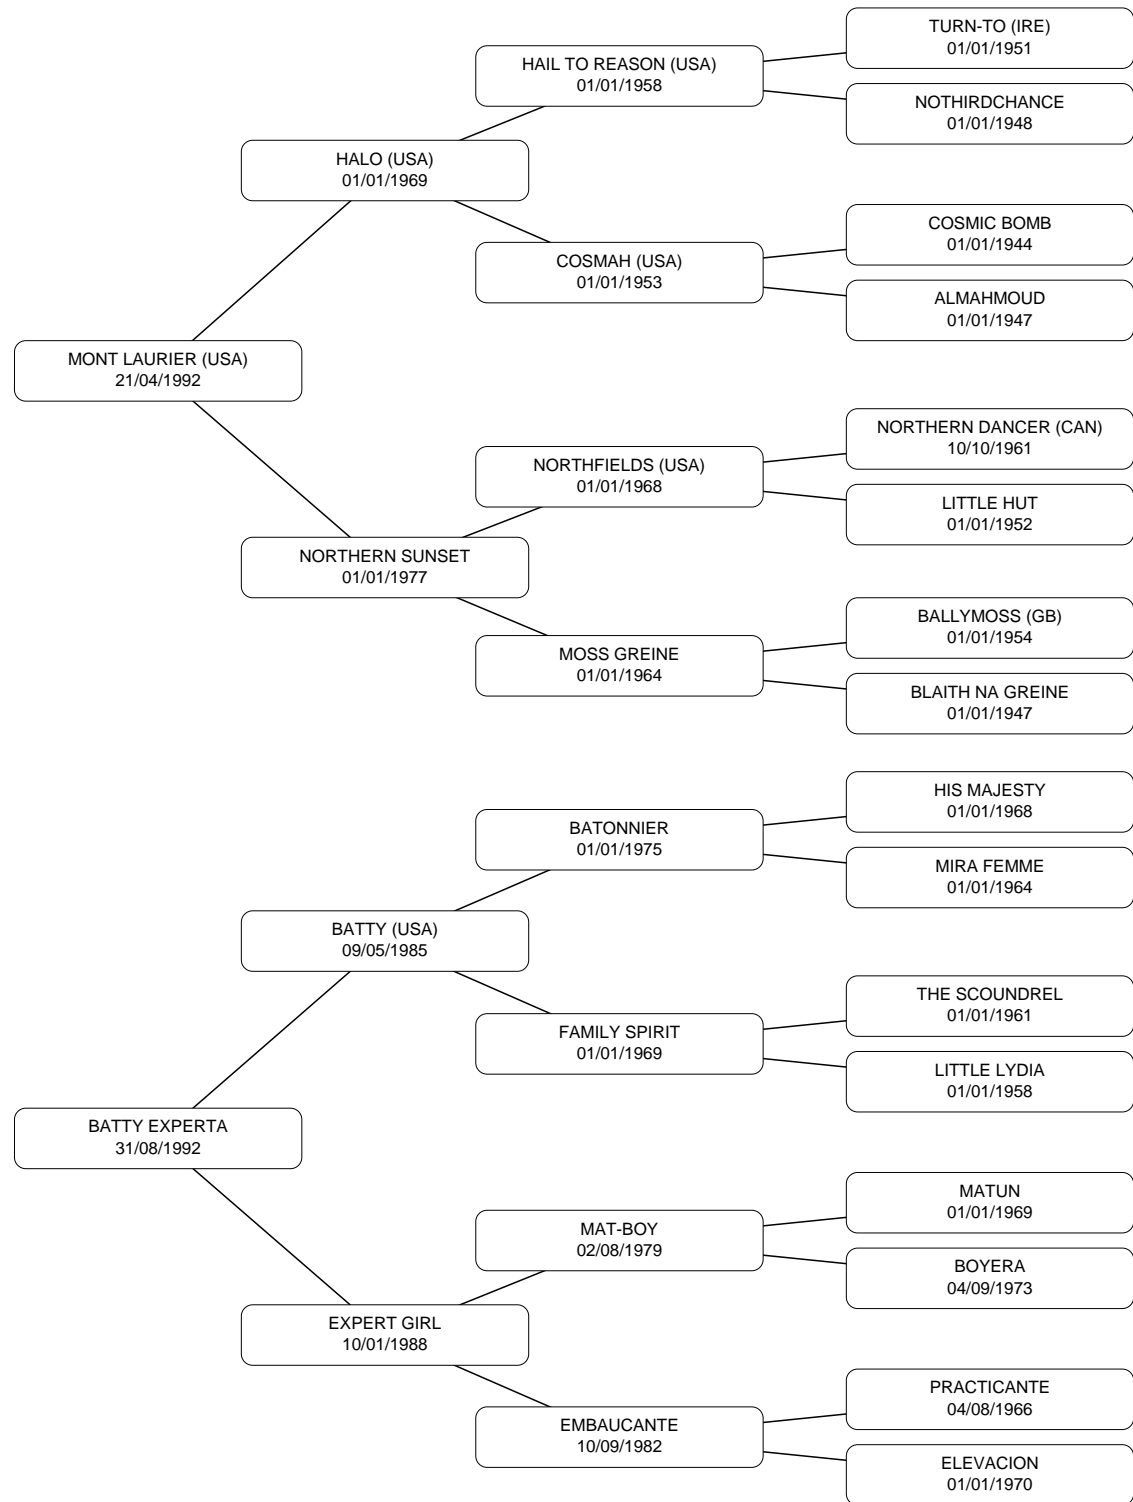 TURN-TO (IRE)
01/01/1951
HAIL TO REASON (USA)
01/01/1958
NOTHIRDCHANCE
01/01/1948
HALO (USA)
01/01/1969
COSMIC BOMB
01/01/1944
COSMAH (USA)
01/01/1953
ALMAHMOUD
01/01/1947
MONT LAURIER (USA)
21/04/1992
NORTHERN DANCER (CAN)
10/10/1961
NORTHFIELDS (USA)
01/01/1968
LITTLE HUT
01/01/1952
NORTHERN SUNSET
01/01/1977
BALLYMOSS (GB)
01/01/1954
MOSS GREINE
01/01/1964
BLAITH NA GREINE
01/01/1947
HIS MAJESTY
01/01/1968
BATONNIER
01/01/1975
MIRA FEMME
01/01/1964
BATTY (USA)
09/05/1985
THE SCOUNDREL
01/01/1961
FAMILY SPIRIT
01/01/1969
LITTLE LYDIA
01/01/1958
BATTY EXPERTA
31/08/1992
MATUN
01/01/1969
MAT-BOY
02/08/1979
BOYERA
04/09/1973
EXPERT GIRL
10/01/1988
PRACTICANTE
04/08/1966
EMBAUCANTE
10/09/1982
ELEVACION
01/01/1970